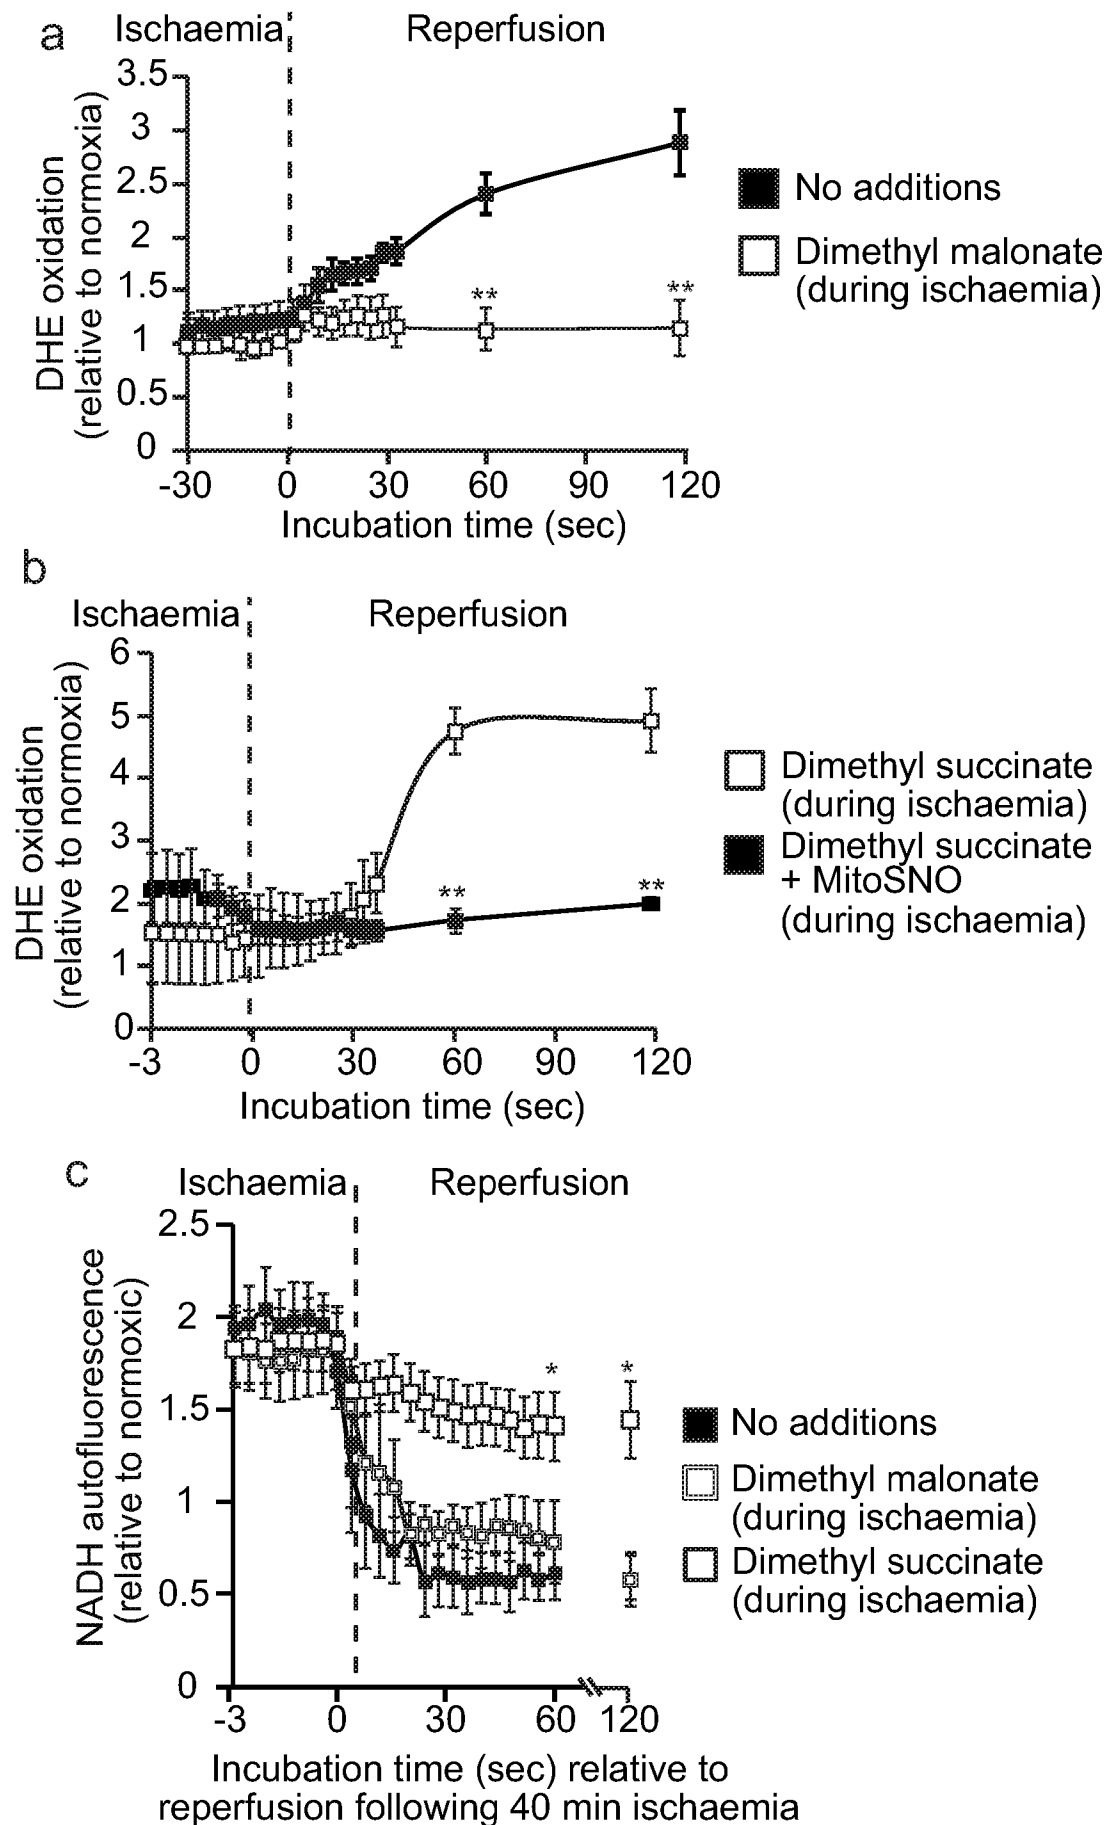 a
Ischaemia
Reperfusion
3.5
3
2.5
2
1.5
1
0.5
0
DHE oxidation
(relative to normoxia)
**
**
-30
0
30
60
90
120
Incubation time (sec)
No additions
Dimethyl malonate
(during ischaemia)
b
Ischaemia
Reperfusion
6
5
4
3
2
1
0
DHE oxidation
(relative to normoxia)
**
**
-3
0
30
60
90
120
Incubation time (sec)
Dimethyl succinate
(during ischaemia)
Dimethyl succinate
+ MitoSNO
(during ischaemia)
c
Ischaemia
Reperfusion
2.5
2
1.5
1
0.5
0
NADH autofluorescence
(relative to normoxic)
*
*
-3
0
30
60
120
Incubation time (sec) relative to
reperfusion following 40 min ischaemia
No additions
Dimethyl malonate
(during ischaemia)
Dimethyl succinate
(during ischaemia)